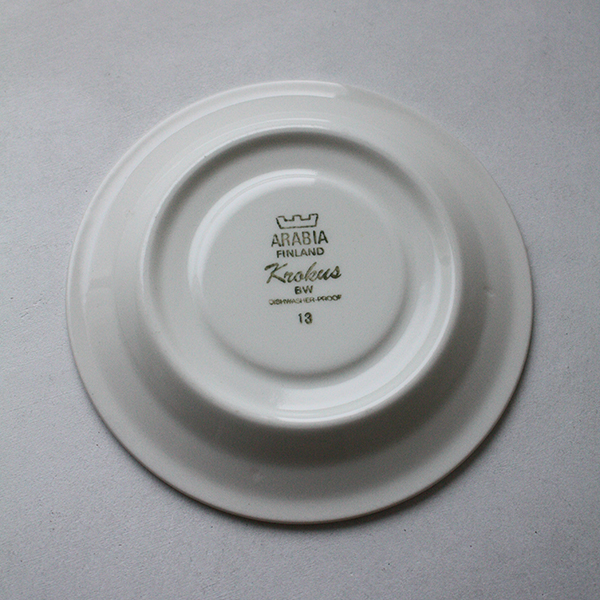 ARABIA
FINLAND
Krokus
BW
DISHWASHER-PROOF
13